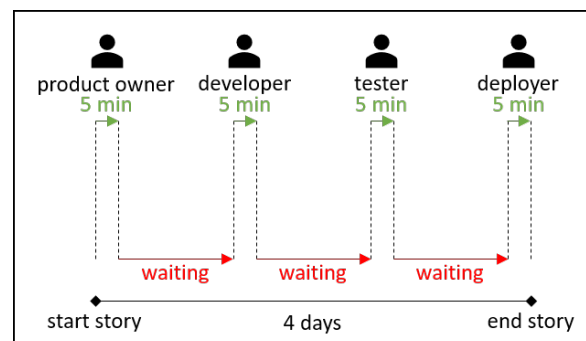 product owner developer tester deployer
5 min 5 min 5 min 5 min
waiting waiting waiting
start story 4 days end story